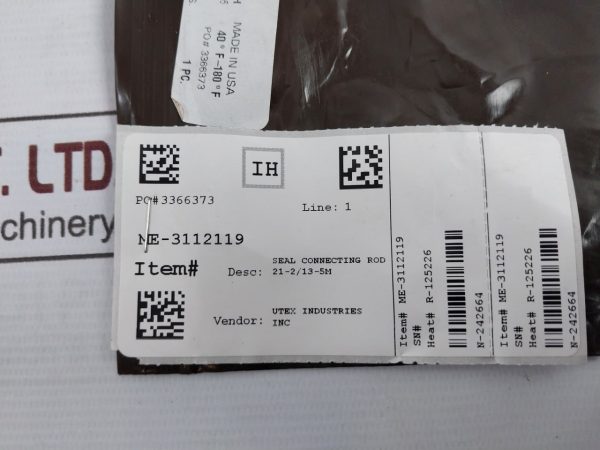 MADE IN USA
40°F-180°F
PO# 3366373
1 PC.
T. LTD
chinery
IH
PO#3366373
Line: 1
ME-3112119
Item#
Desc: SEAL CONNECTING ROD
21-2/13-5M
Vendor: UTEX INDUSTRIES
INC
Item# ME-3112119
SN#
Heat# R-125226
N-242664
Item# ME-3112119
SN#
Heat# R-125226
N-242664